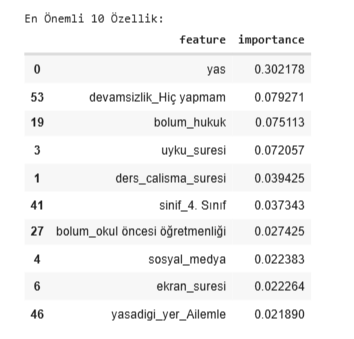 En Önemli 10 Özellik:
feature importance
0 yas 0.302178
53 devamsizlik_Hiç yapmam 0.079271
19 bolum_hukuk 0.075113
3 uyku_suresi 0.072057
1 ders_calisma_suresi 0.039425
41 sinif_4. Sınıf 0.037343
27 bolum_okul öncesi öğretmenliği 0.027425
4 sosyal_medya 0.022383
6 ekran_suresi 0.022264
46 yasadigi_yer_Ailemle 0.021890